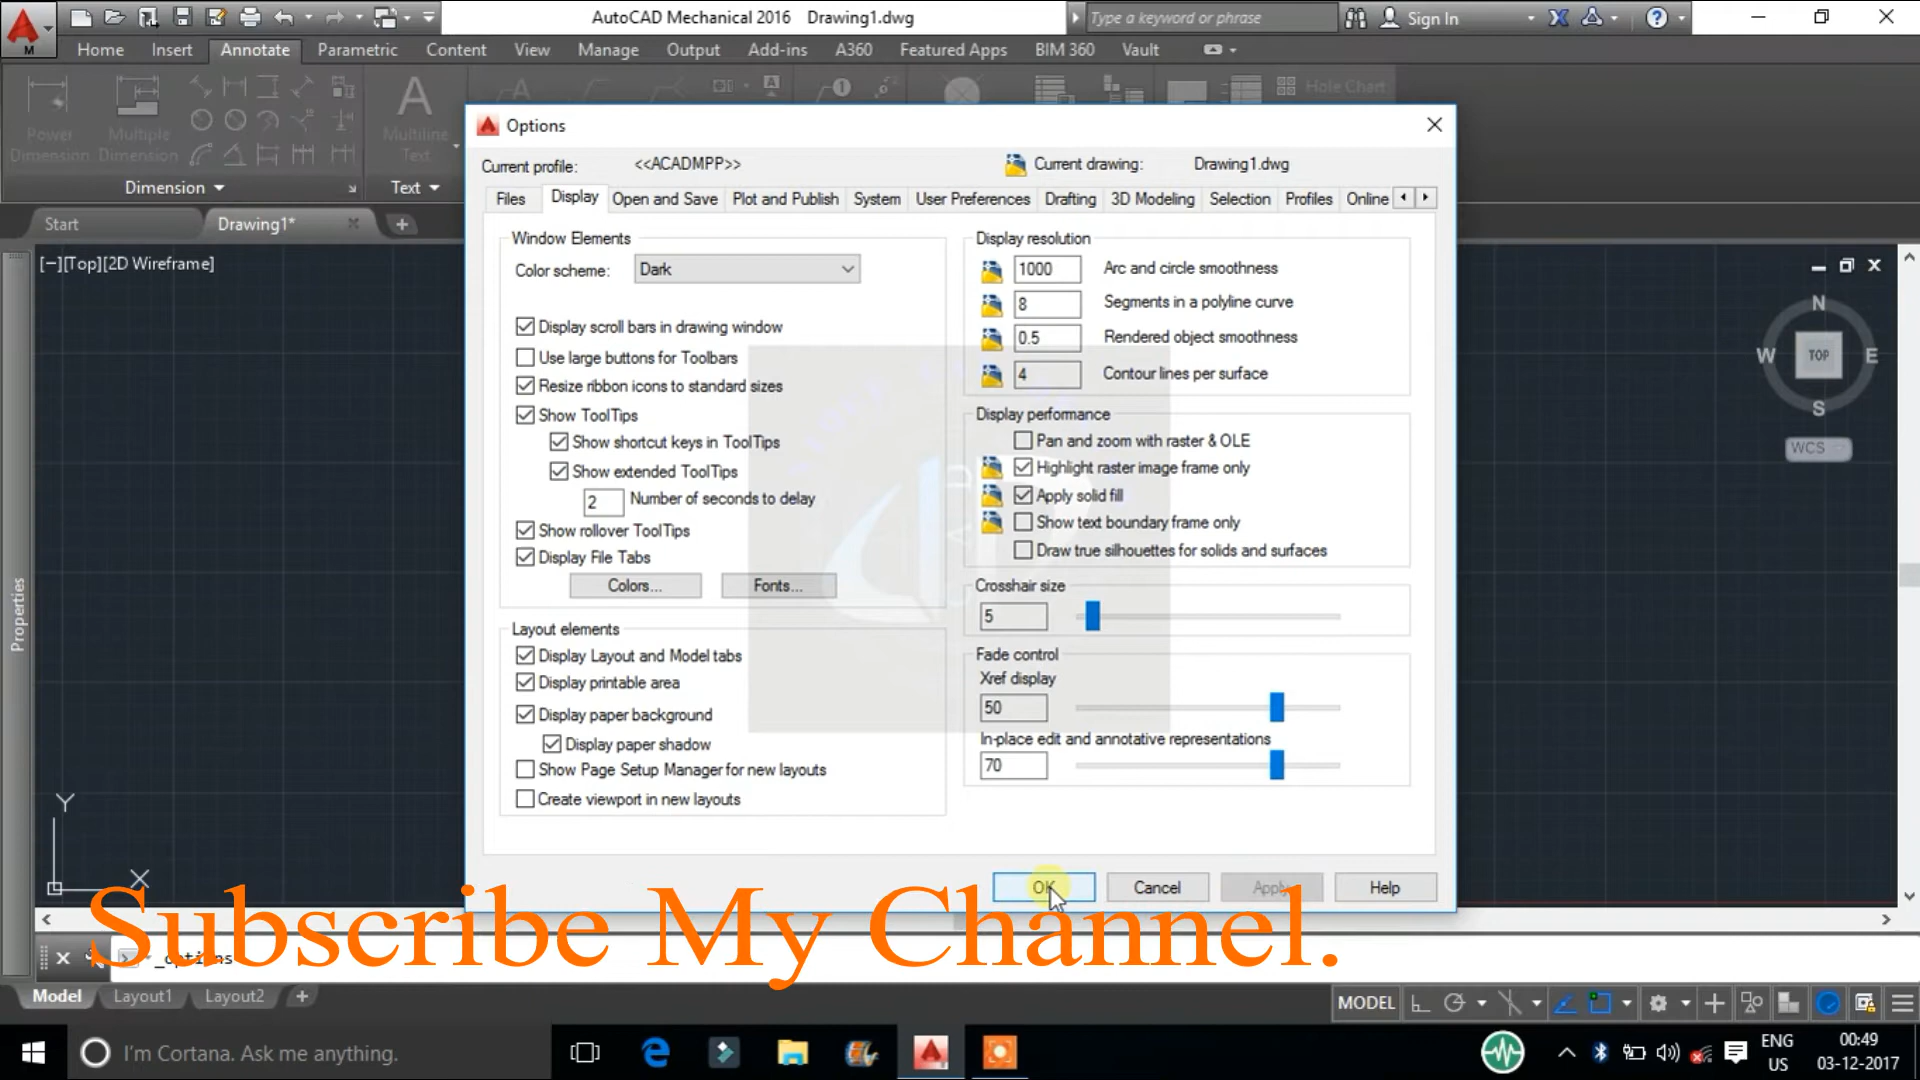 AutoCAD Mechanical 2016 Drawing1.dwg
Type a keyword or phrase
Sign In
M
Home Insert Annotate Parametric Content View Manage Output Add-ins A360 Featured Apps BIM 360 Vault
Power
Dimension
Multiple
Dimension
Multiline
Text
Hole Chart
Dimension
Text
Start
Drawing1*
[−][Top][2D Wireframe]
N
W
TOP
E
S
WCS
Properties
Y
X
Options
Current profile: <<ACADMPP>>
Current drawing: Drawing1.dwg
Files Display Open and Save Plot and Publish System User Preferences Drafting 3D Modeling Selection Profiles Online
Window Elements
Color scheme: Dark
Display scroll bars in drawing window
Use large buttons for Toolbars
Resize ribbon icons to standard sizes
Show ToolTips
Show shortcut keys in ToolTips
Show extended ToolTips
2 Number of seconds to delay
Show rollover ToolTips
Display File Tabs
Colors... Fonts...
Layout elements
Display Layout and Model tabs
Display printable area
Display paper background
Display paper shadow
Show Page Setup Manager for new layouts
Create viewport in new layouts
Display resolution
1000 Arc and circle smoothness
8 Segments in a polyline curve
0.5 Rendered object smoothness
4 Contour lines per surface
Display performance
Pan and zoom with raster & OLE
Highlight raster image frame only
Apply solid fill
Show text boundary frame only
Draw true silhouettes for solids and surfaces
Crosshair size
5
Fade control
Xref display
50
In-place edit and annotative representations
70
OK Cancel Apply Help
Subscribe My Channel.
_options
Model Layout1 Layout2
MODEL
I'm Cortana. Ask me anything.
ENG
US
00:49
03-12-2017